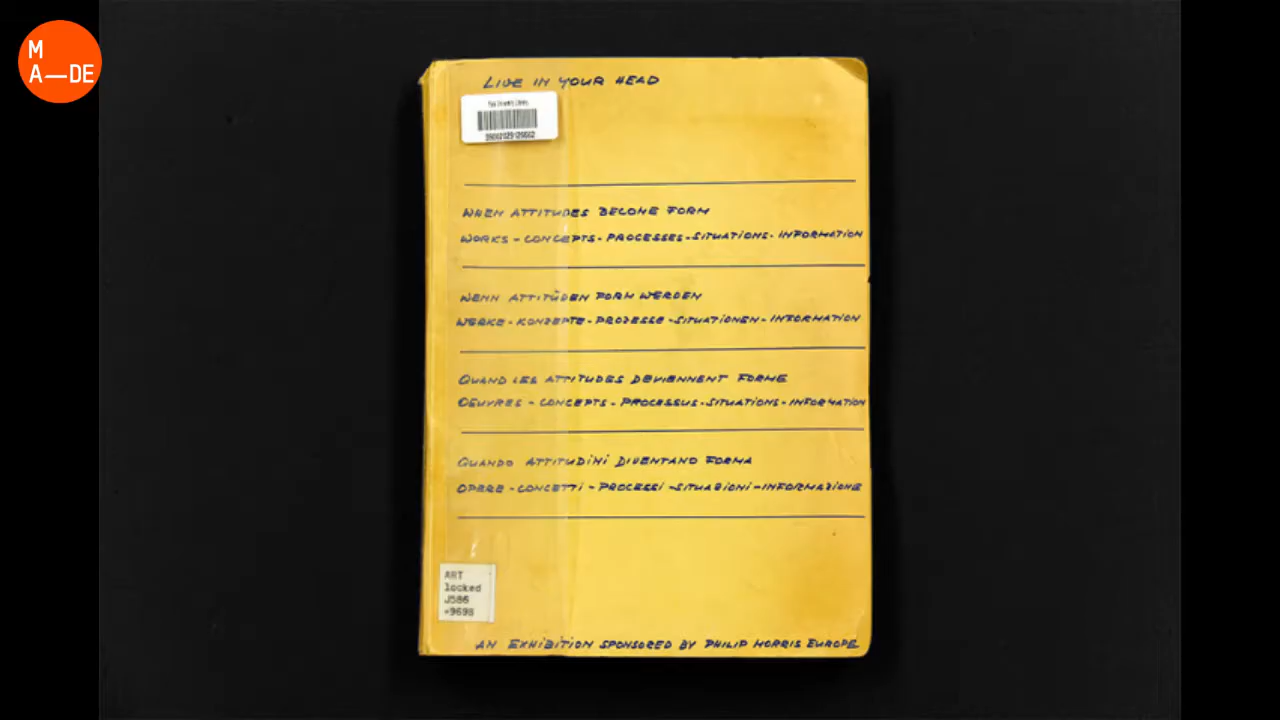 M
A—DE
LIVE IN YOUR HEAD
WHEN ATTITUDES BECOME FORM
WORKS - CONCEPTS - PROCESSES - SITUATIONS - INFORMATION
WENN ATTITÜDEN FORM WERDEN
WERKE - KONZEPTE - PROZESSE - SITUATIONEN - INFORMATION
QUAND LES ATTITUDES DEVIENNENT FORME
OEUVRES - CONCEPTS - PROCESSUS - SITUATIONS - INFORMATION
QUANDO ATTITUDINI DIVENTANO FORMA
OPERE - CONCETTI - PROCESSI - SITUAZIONI - INFORMAZIONE
ART
locked
J586
+9698
AN EXHIBITION SPONSORED BY PHILIP MORRIS EUROPE